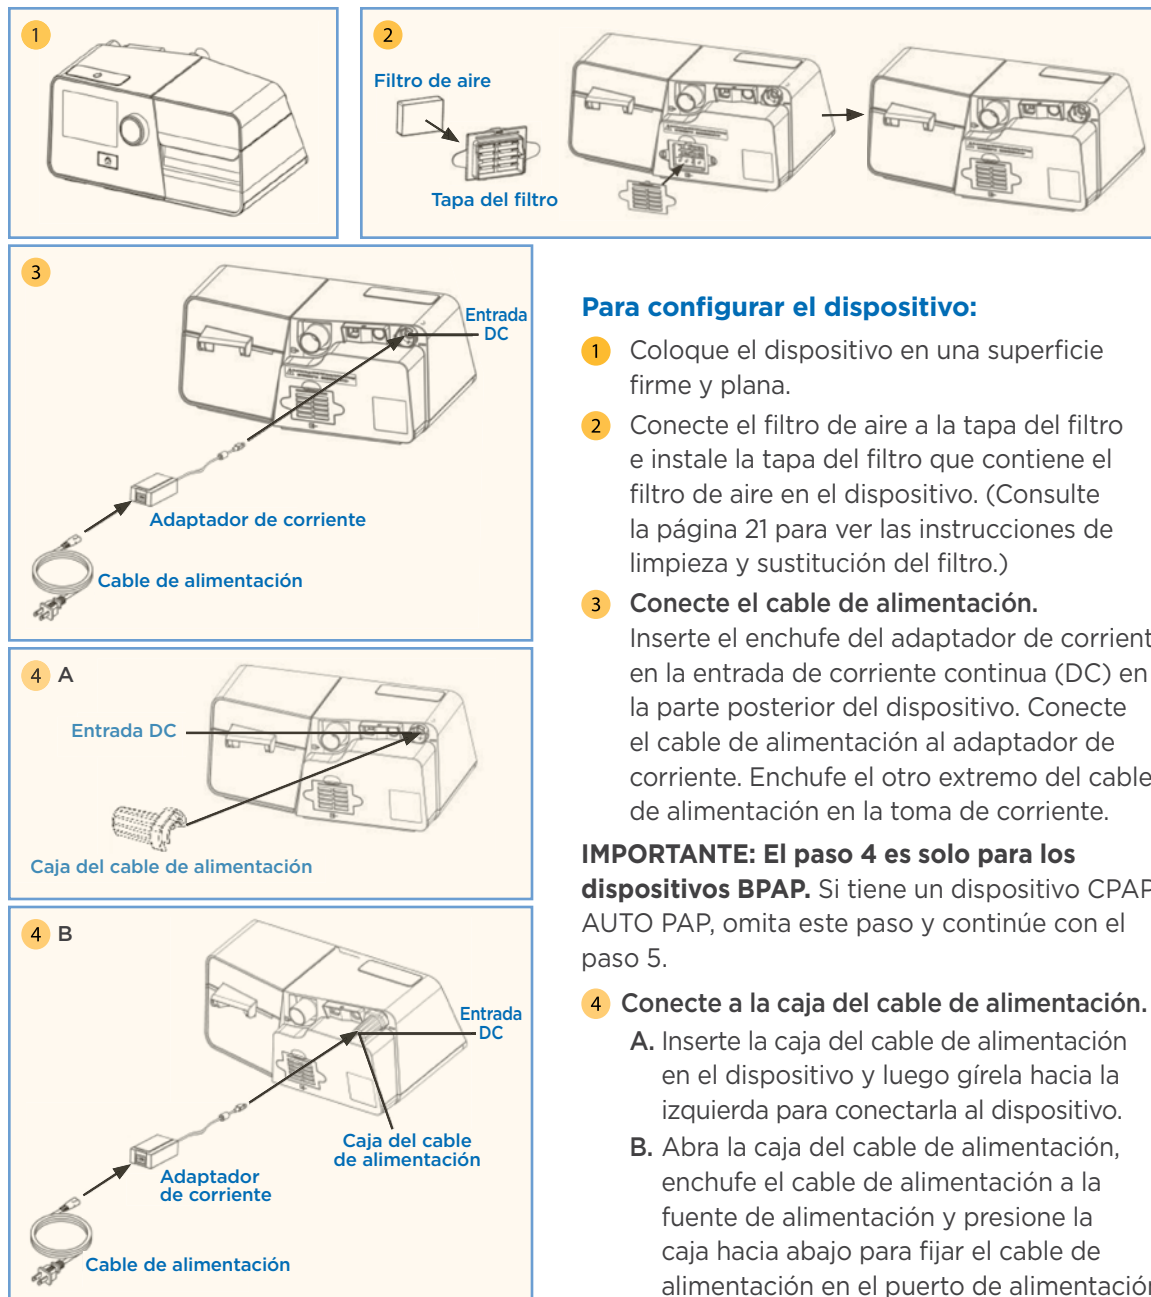 1
2
Filtro de aire
Tapa del filtro
3
Entrada
DC
Adaptador de corriente
Cable de alimentación
4 A
Entrada DC
Caja del cable de alimentación
4 B
Entrada
DC
Caja del cable
de alimentación
Adaptador
de corriente
Cable de alimentación
Para configurar el dispositivo:
1 Coloque el dispositivo en una superficie
firme y plana.
2 Conecte el filtro de aire a la tapa del filtro
e instale la tapa del filtro que contiene el
filtro de aire en el dispositivo. (Consulte
la página 21 para ver las instrucciones de
limpieza y sustitución del filtro.)
3 Conecte el cable de alimentación.
Inserte el enchufe del adaptador de corrient
en la entrada de corriente continua (DC) en
la parte posterior del dispositivo. Conecte
el cable de alimentación al adaptador de
corriente. Enchufe el otro extremo del cable
de alimentación en la toma de corriente.
IMPORTANTE: El paso 4 es solo para los
dispositivos BPAP. Si tiene un dispositivo CPAP
AUTO PAP, omita este paso y continúe con el
paso 5.
4 Conecte a la caja del cable de alimentación.
A. Inserte la caja del cable de alimentación
en el dispositivo y luego gírela hacia la
izquierda para conectarla al dispositivo.
B. Abra la caja del cable de alimentación,
enchufe el cable de alimentación a la
fuente de alimentación y presione la
caja hacia abajo para fijar el cable de
alimentación en el puerto de alimentación